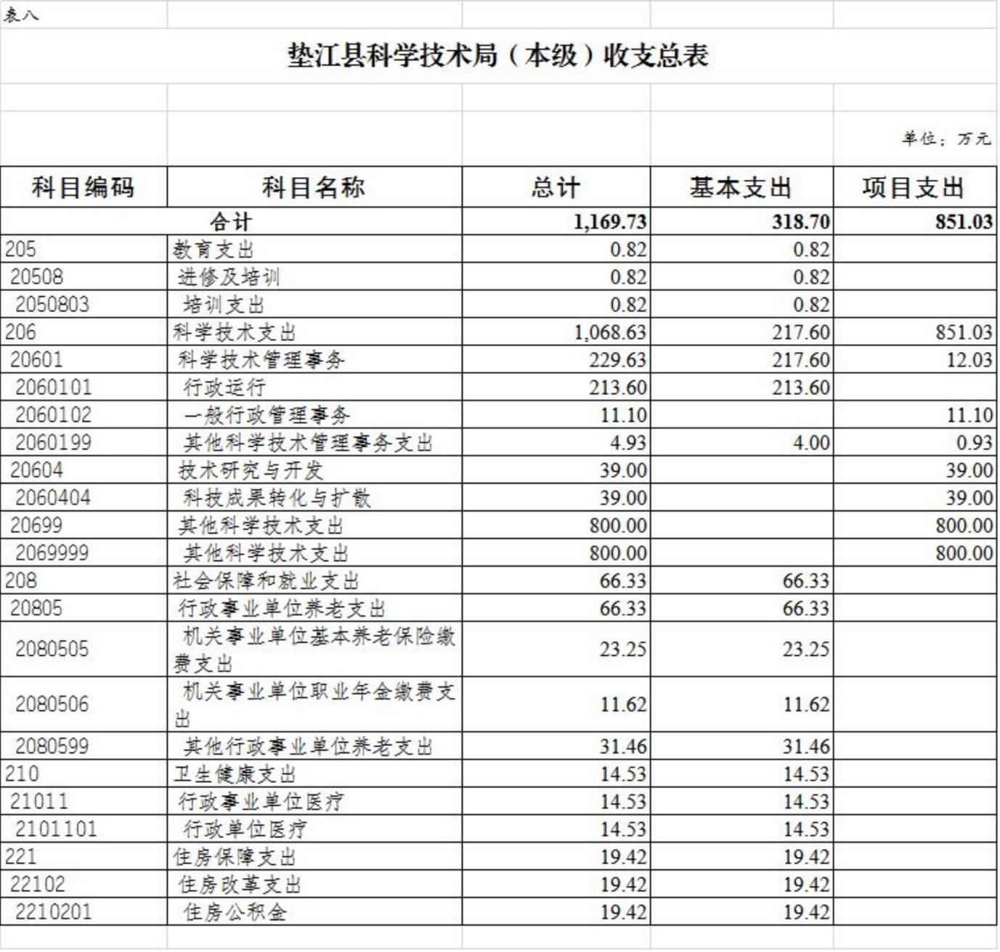 表八
垫江县科学技术局（本级）收支总表
单位：万元
科目编码 科目名称 总计 基本支出 项目支出
合计 1,169.73 318.70 851.03
205 教育支出 0.82 0.82
20508 进修及培训 0.82 0.82
2050803 培训支出 0.82 0.82
206 科学技术支出 1,068.63 217.60 851.03
20601 科学技术管理事务 229.63 217.60 12.03
2060101 行政运行 213.60 213.60
2060102 一般行政管理事务 11.10 11.10
2060199 其他科学技术管理事务支出 4.93 4.00 0.93
20604 技术研究与开发 39.00 39.00
2060404 科技成果转化与扩散 39.00 39.00
20699 其他科学技术支出 800.00 800.00
2069999 其他科学技术支出 800.00 800.00
208 社会保障和就业支出 66.33 66.33
20805 行政事业单位养老支出 66.33 66.33
2080505 机关事业单位基本养老保险缴
费支出 23.25 23.25
2080506 机关事业单位职业年金缴费支
出 11.62 11.62
2080599 其他行政事业单位养老支出 31.46 31.46
210 卫生健康支出 14.53 14.53
21011 行政事业单位医疗 14.53 14.53
2101101 行政单位医疗 14.53 14.53
221 住房保障支出 19.42 19.42
22102 住房改革支出 19.42 19.42
2210201 住房公积金 19.42 19.42